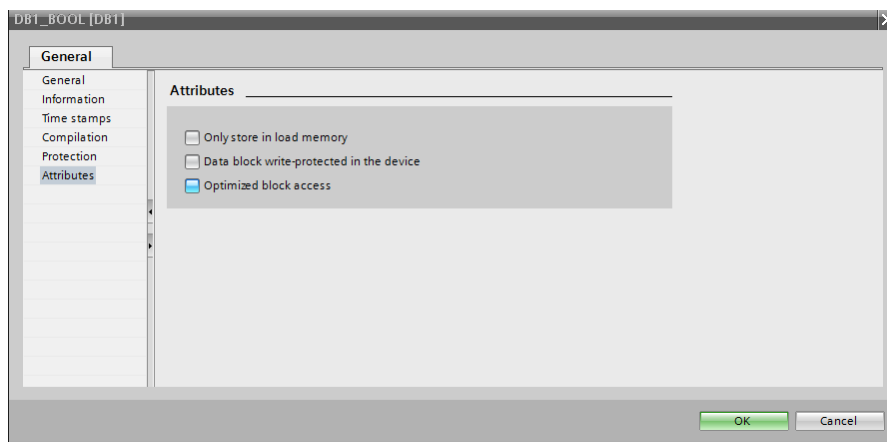 DB1_BOOL [DB1]
General
General
Information
Time stamps
Compilation
Protection
Attributes
Attributes
Only store in load memory
Data block write-protected in the device
Optimized block access
OK
Cancel